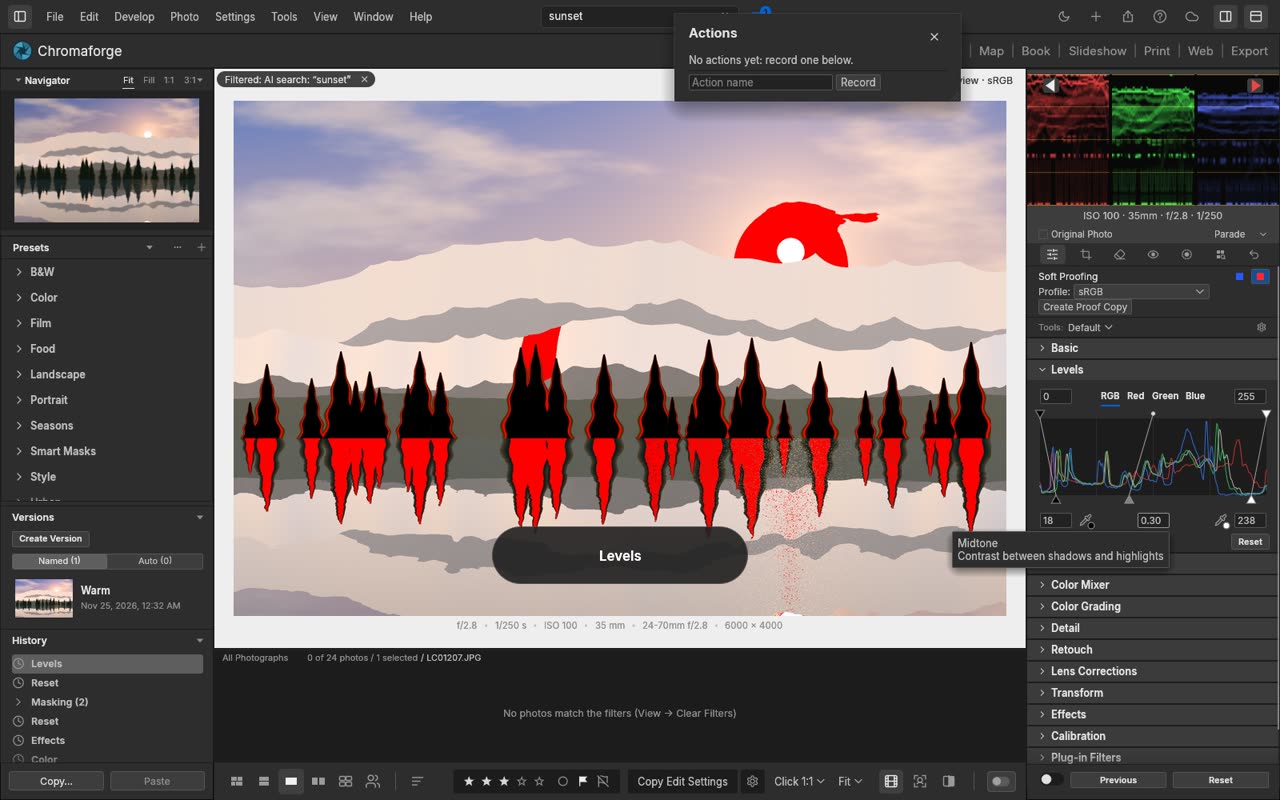 File Edit Develop Photo Settings Tools View Window Help
sunset
Chromaforge
Map | Book | Slideshow | Print | Web | Export
Actions
No actions yet: record one below.
Action name
Record
Navigator Fit Fill 1:1 3:1
Filtered: AI search: “sunset”
view · sRGB
Presets
B&W
Color
Film
Food
Landscape
Portrait
Seasons
Smart Masks
Style
Versions
Create Version
Named (1) Auto (0)
Warm
Nov 25, 2026, 12:32 AM
History
Levels
Reset
Masking (2)
Reset
Effects
Color
Copy... Paste
Levels
f/2.8 • 1/250 s • ISO 100 • 35 mm • 24-70mm f/2.8 • 6000 × 4000
All Photographs 0 of 24 photos / 1 selected / LC01207.JPG
No photos match the filters (View → Clear Filters)
Copy Edit Settings
Click 1:1
Fit
ISO 100 · 35mm · f/2.8 · 1/250
Original Photo Parade
Soft Proofing
Profile: sRGB
Create Proof Copy
Tools: Default
Basic
Levels
0 RGB Red Green Blue 255
18 0.30 238
Midtone
Contrast between shadows and highlights
Reset
Color Mixer
Color Grading
Detail
Retouch
Lens Corrections
Transform
Effects
Calibration
Plug-in Filters
Previous Reset